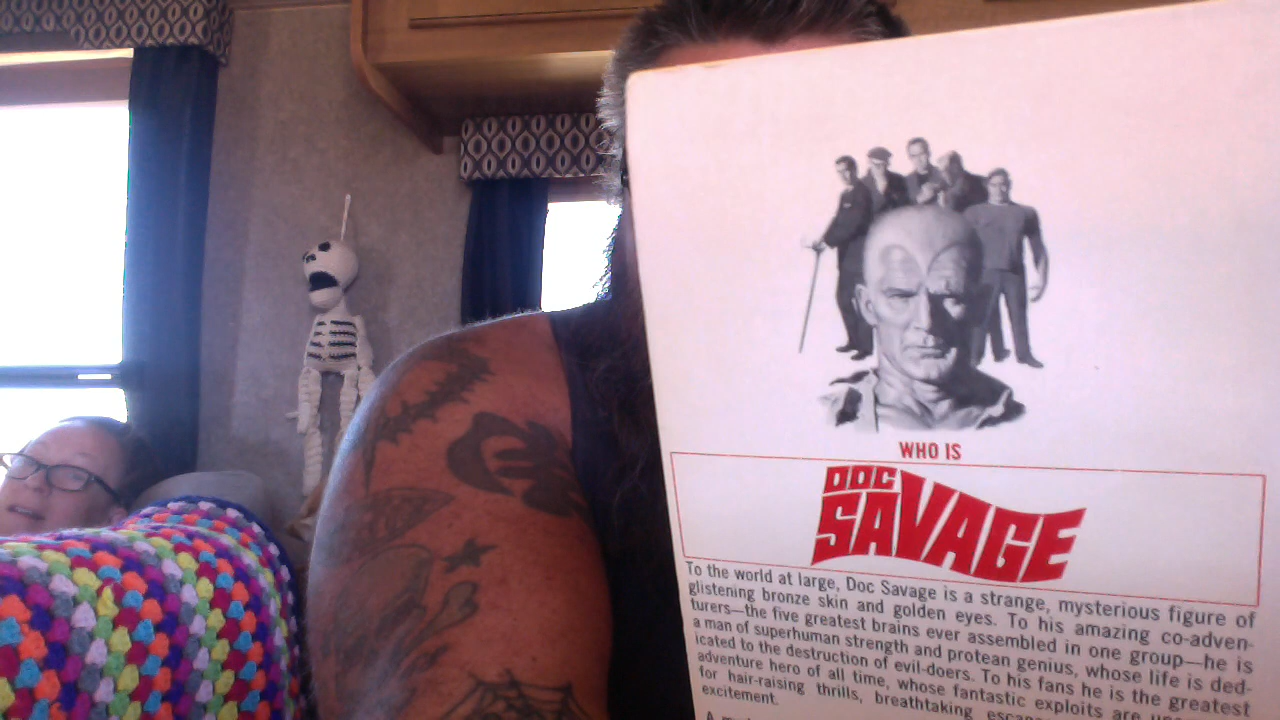 WHO IS
DOC
SAVAGE
To the world at large, Doc Savage is a strange, mysterious figure of
glistening bronze skin and golden eyes. To his amazing co-adven-
turers—the five greatest brains ever assembled in one group—he is
a man of superhuman strength and protean genius, whose life is ded-
icated to the destruction of evil-doers. To his fans he is the greatest
adventure hero of all time, whose fantastic exploits are
for hair-raising thrills, breathtaking
excitement.